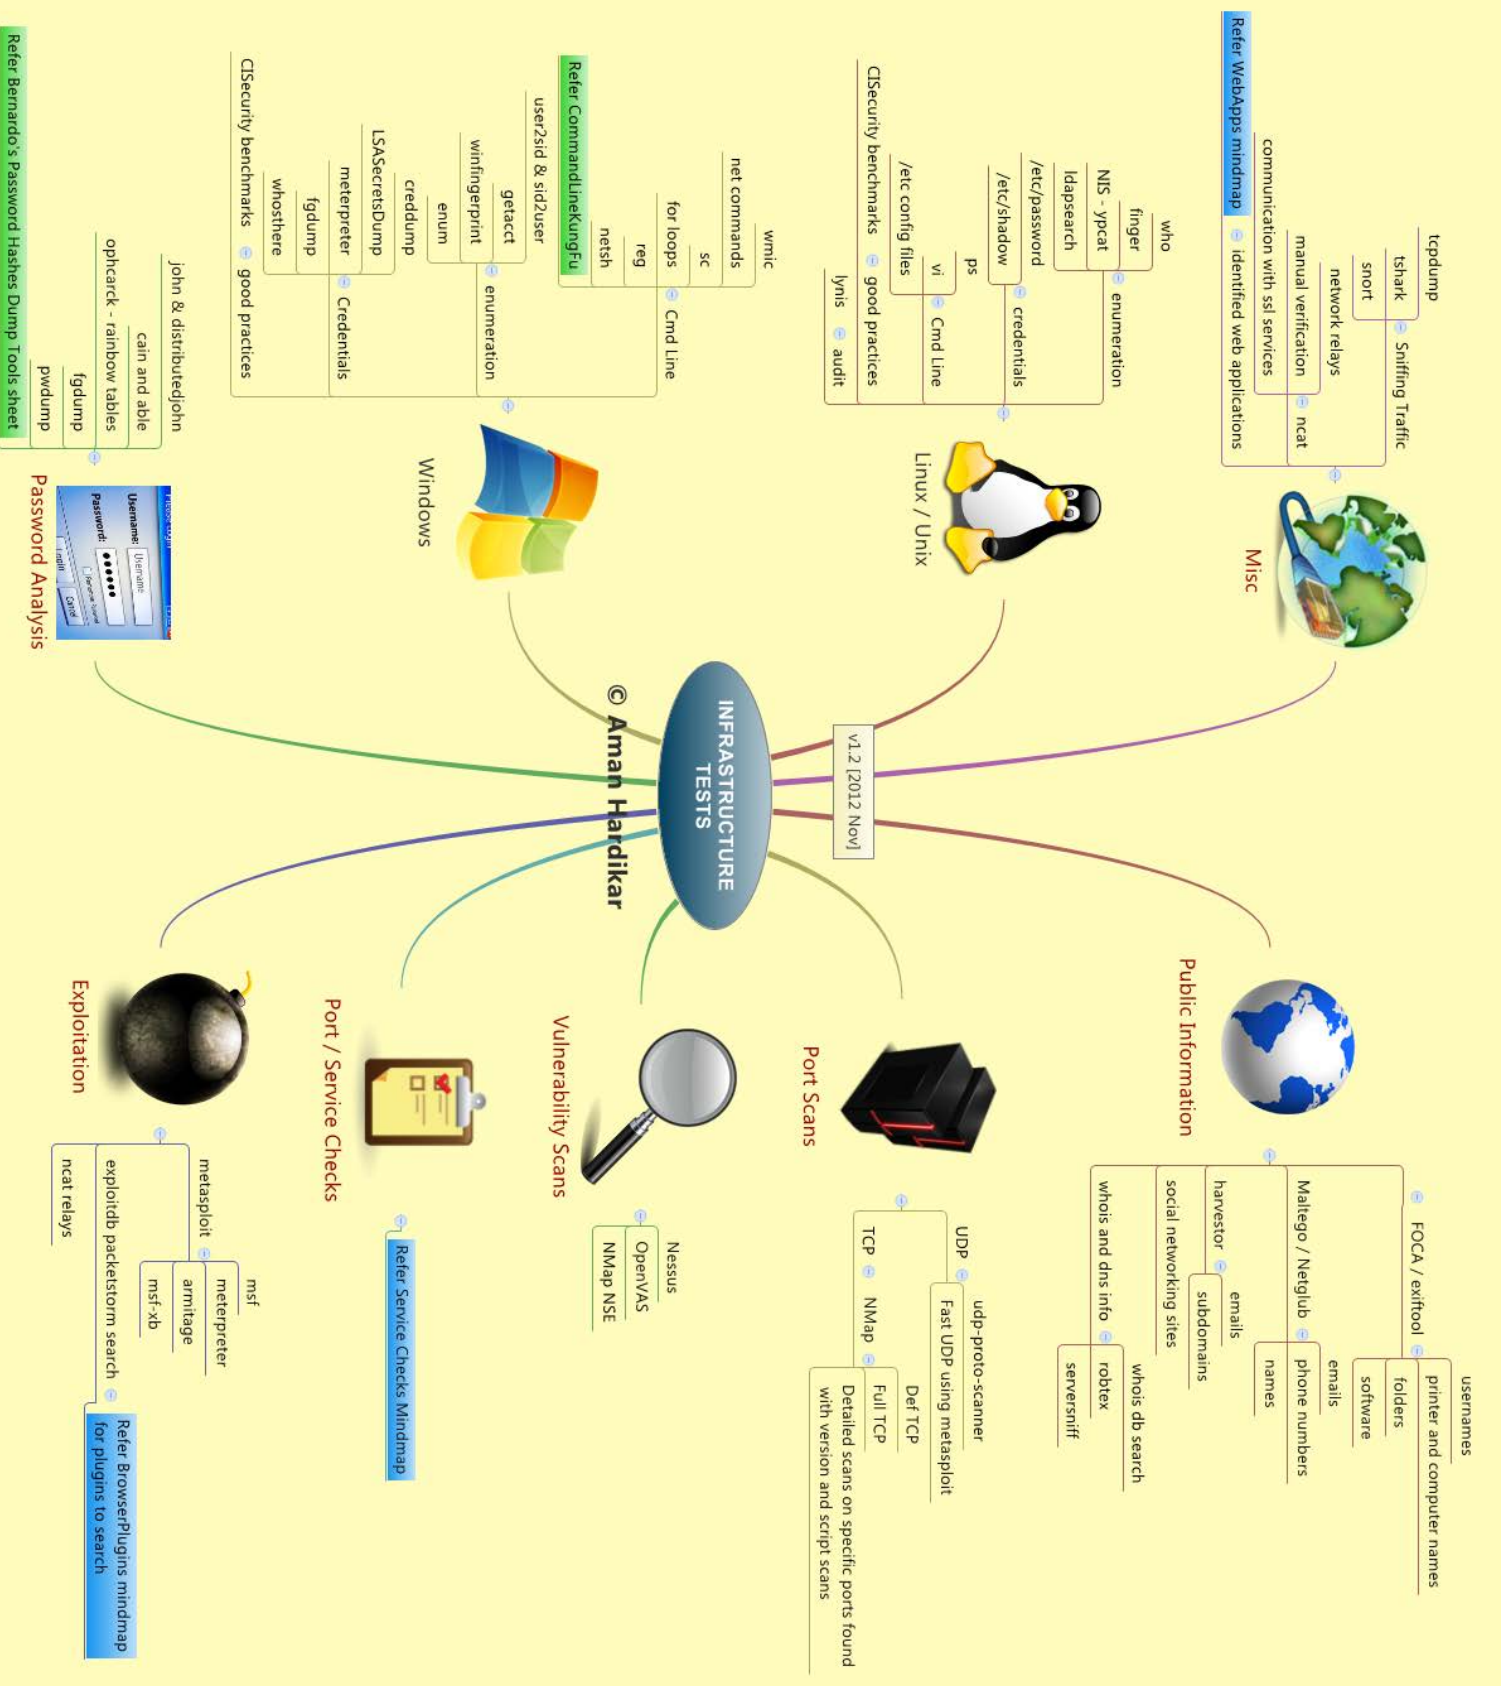 INFRASTRUCTURE
TESTS
v1.2 [2012 Nov]
© Aman Hardikar
Public Information
FOCA / exiftool
usernames
printer and computer names
folders
software
Maltego / Netglub
emails
phone numbers
names
harvestor
emails
subdomains
social networking sites
whois and dns info
whois db search
robtex
serversniff
Port Scans
UDP
udp-proto-scanner
Fast UDP using metasploit
TCP
NMap
Def TCP
Full TCP
Detailed scans on specific ports found
with version and script scans
Vulnerability Scans
Nessus
OpenVAS
NMap NSE
Port / Service Checks
Refer Service Checks Mindmap
Exploitation
metasploit
msf
meterpreter
armitage
msf-xb
exploitdb packetstorm search
Refer BrowserPlugins mindmap
for plugins to search
ncat relays
Misc
Sniffing Traffic
tcpdump
tshark
snort
ncat
network relays
manual verification
communication with ssl services
identified web applications
Refer WebApps mindmap
Linux / Unix
enumeration
who
finger
NIS - ypcat
ldapsearch
credentials
/etc/password
/etc/shadow
Cmd Line
ps
vi
/etc config files
good practices
CISecurity benchmarks
audit
lynis
Windows
Cmd Line
wmic
net commands
sc
for loops
reg
netsh
Refer CommandLineKungFu
enumeration
user2sid & sid2user
getacct
winfingerprint
enum
Credentials
creddump
LSASecretsDump
meterpreter
fgdump
whosthere
good practices
CISecurity benchmarks
Password Analysis
Username:
Username
Password:
Login
Cancel
john & distributedjohn
cain and able
ophcarck - rainbow tables
fgdump
pwdump
Refer Bernardo's Password Hashes Dump Tools sheet